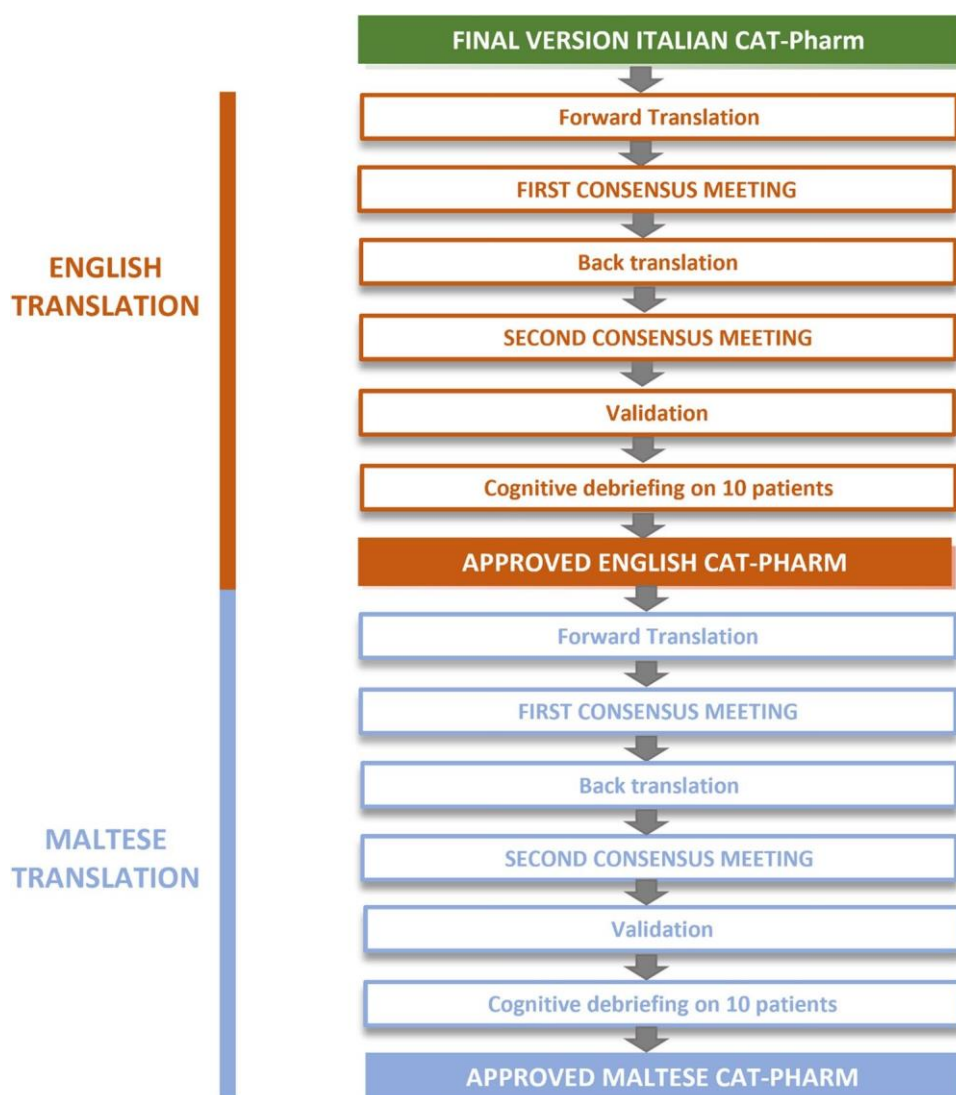 FINAL VERSION ITALIAN CAT-Pharm
ENGLISH
TRANSLATION
Forward Translation
FIRST CONSENSUS MEETING
Back translation
SECOND CONSENSUS MEETING
Validation
Cognitive debriefing on 10 patients
APPROVED ENGLISH CAT-PHARM
MALTESE
TRANSLATION
Forward Translation
FIRST CONSENSUS MEETING
Back translation
SECOND CONSENSUS MEETING
Validation
Cognitive debriefing on 10 patients
APPROVED MALTESE CAT-PHARM